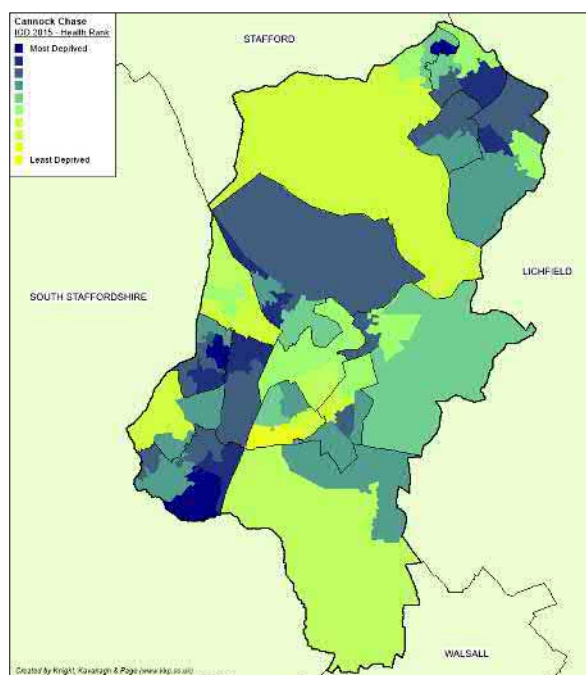 Cannock Chase
IOD 2015 - Health Rank
Most Deprived
Least Deprived
STAFFORD
LICHFIELD
SOUTH STAFFORDSHIRE
WALSALL
Created by Knight, Kavanagh & Page (www.kkp.co.uk)